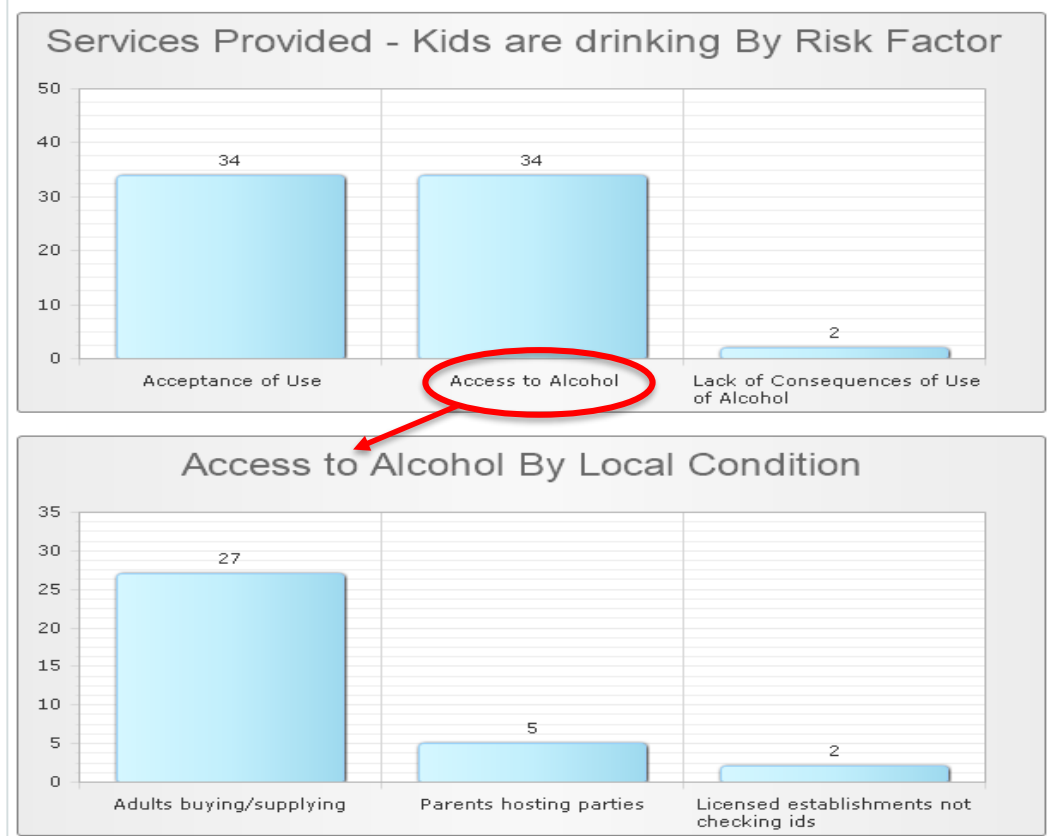 Services Provided - Kids are drinking By Risk Factor
50
40
30
20
10
0
34
34
2
Acceptance of Use
Access to Alcohol
Lack of Consequences of Use
of Alcohol
Access to Alcohol By Local Condition
35
30
25
20
15
10
5
0
27
5
2
Adults buying/supplying
Parents hosting parties
Licensed establishments not
checking ids